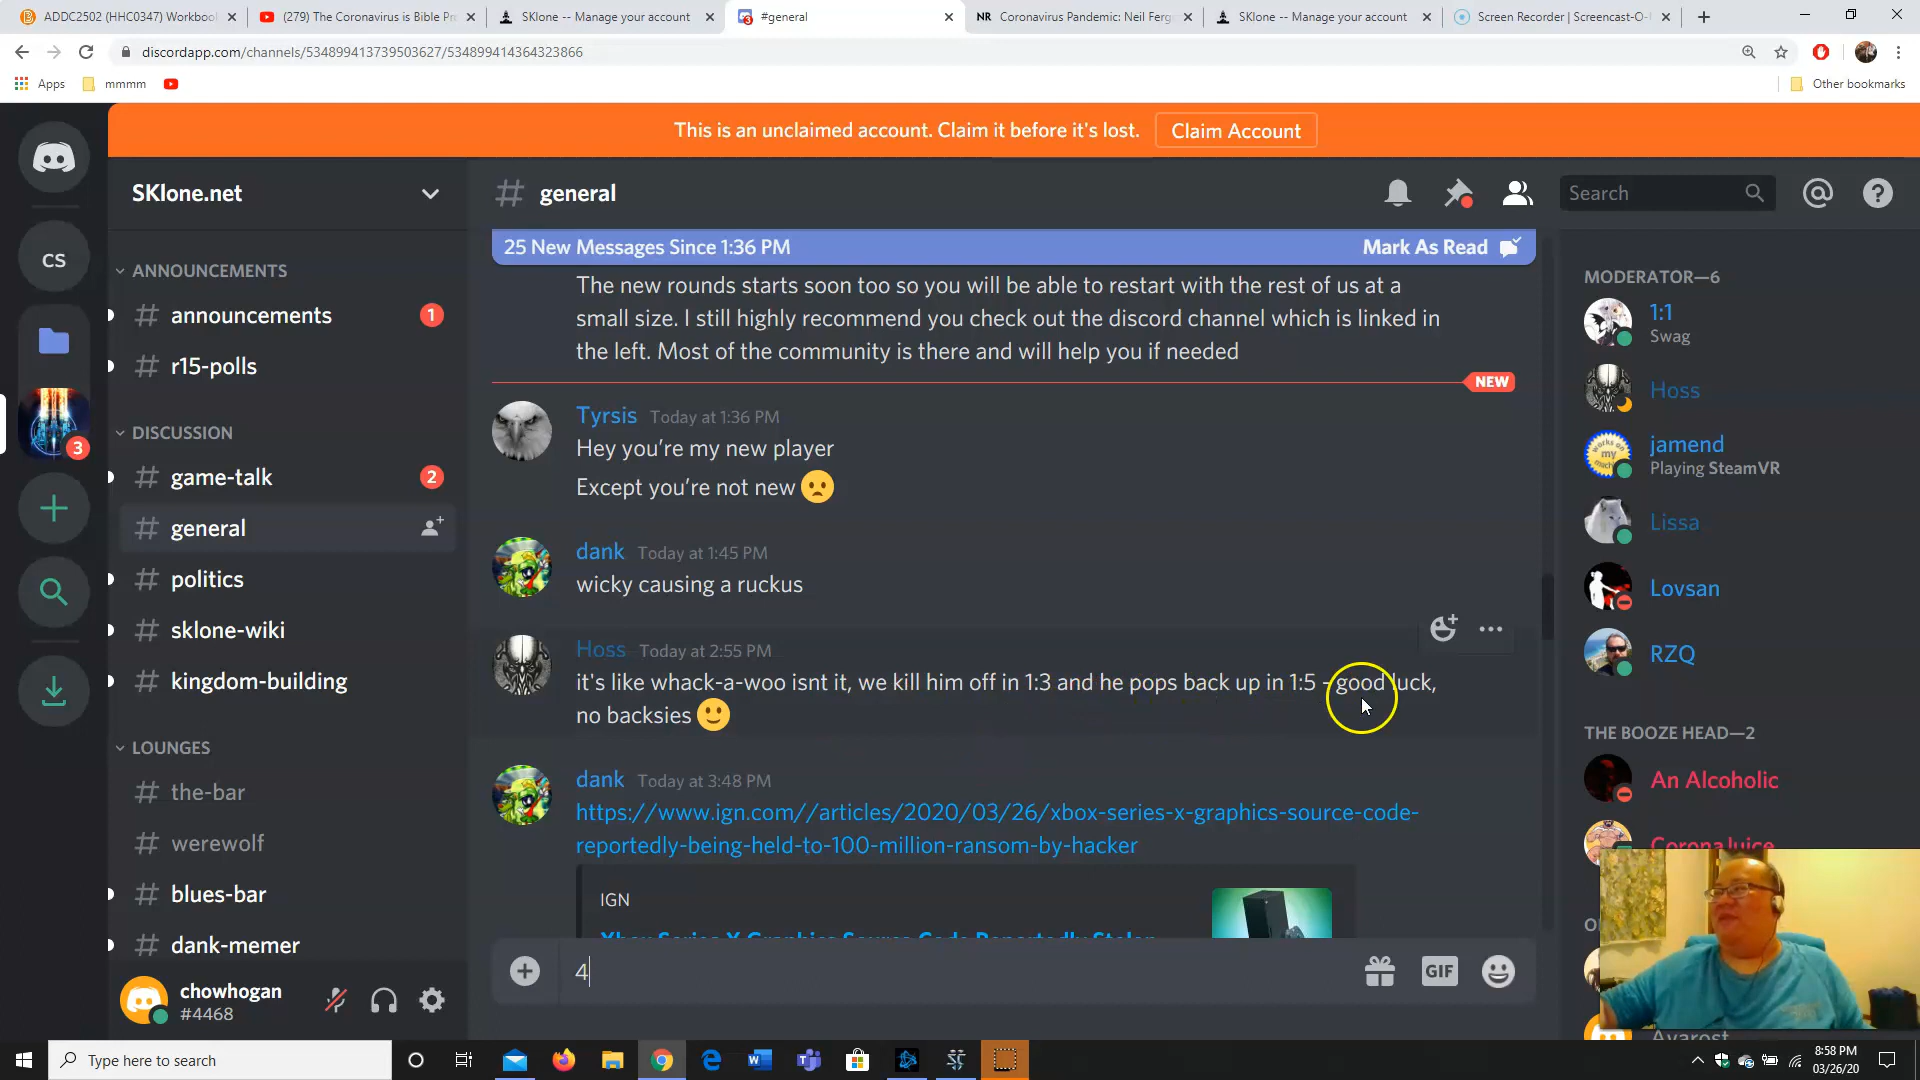 ADDC2502 (HHC0347) Workbook
(279) The Coronavirus is Bible Pr
SKlone -- Manage your account
#general
NR Coronavirus Pandemic: Neil Ferg
SKlone -- Manage your account
Screen Recorder | Screencast-O-
discordapp.com/channels/534899413739503627/534899414364323866
Apps
mmmm
Other bookmarks
This is an unclaimed account. Claim it before it's lost.
Claim Account
SKlone.net
# general
Search
25 New Messages Since 1:36 PM
Mark As Read
CS
ANNOUNCEMENTS
# announcements
1
# r15-polls
3
DISCUSSION
# game-talk
2
# general
# politics
# sklone-wiki
# kingdom-building
LOUNGES
# the-bar
# werewolf
# blues-bar
# dank-memer
chowhogan
#4468
The new rounds starts soon too so you will be able to restart with the rest of us at a
small size. I still highly recommend you check out the discord channel which is linked in
the left. Most of the community is there and will help you if needed
NEW
Tyrsis Today at 1:36 PM
Hey you're my new player
Except you're not new
dank Today at 1:45 PM
wicky causing a ruckus
Hoss Today at 2:55 PM
it's like whack-a-woo isnt it, we kill him off in 1:3 and he pops back up in 1:5 - good luck,
no backsies
dank Today at 3:48 PM
https://www.ign.com//articles/2020/03/26/xbox-series-x-graphics-source-code-
reportedly-being-held-to-100-million-ransom-by-hacker
IGN
Xbox Series X Graphics Source Code Reportedly Stolen
4
GIF
MODERATOR—6
1:1
Swag
Hoss
jamend
Playing SteamVR
Lissa
Lovsan
RZQ
THE BOOZE HEAD—2
An Alcoholic
CoronaJuice
Avarost
Type here to search
8:58 PM
03/26/20